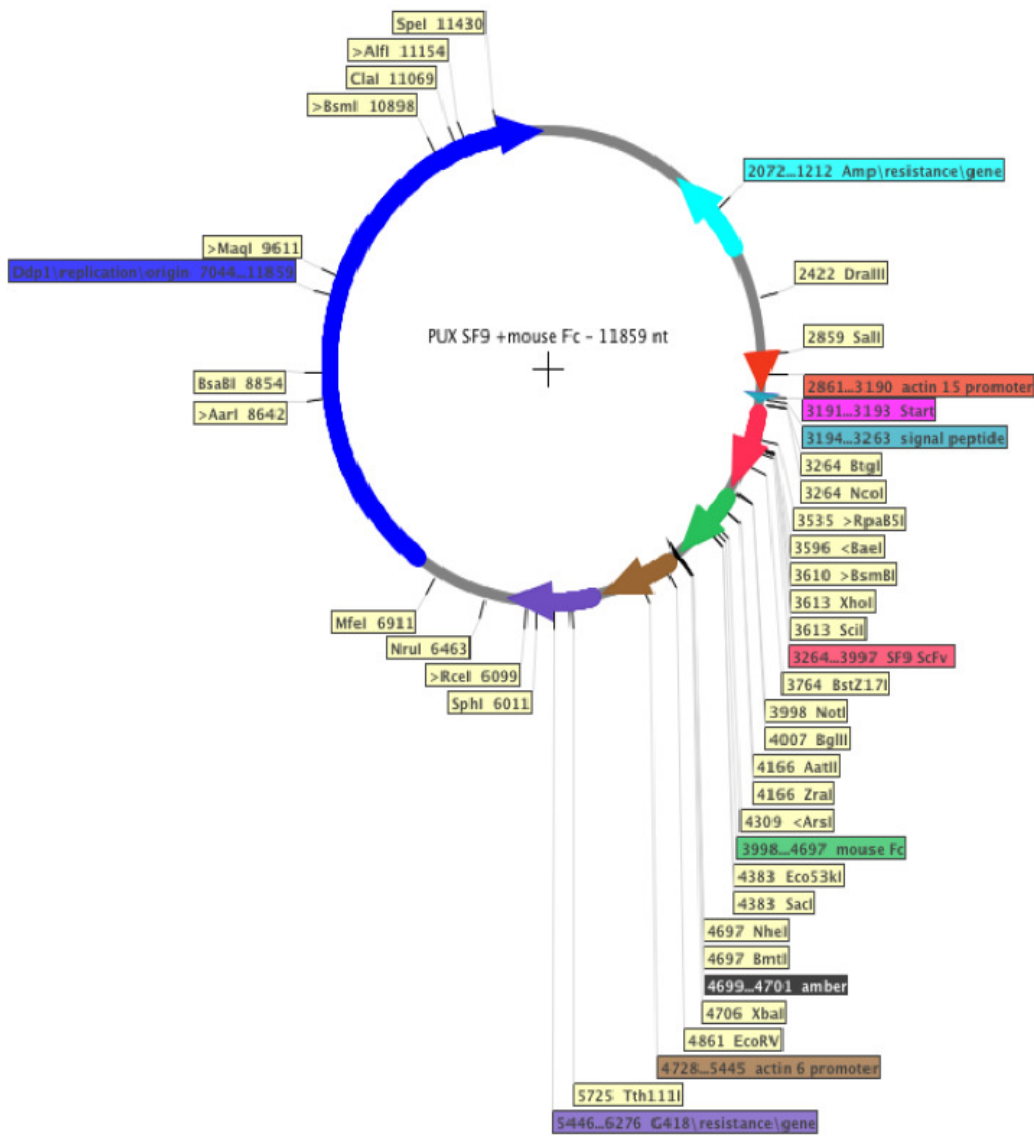 SpeI 11430
>AlfI 11154
ClaI 11069
>BsmI 10898
2072...1212 Amp\resistance\gene
>MaqI 9611
Ddp1\replication\origin 7044...11859
2422 DraIII
PUX SF9 +mouse Fc - 11859 nt
2859 SalI
BsaBI 8854
2861...3190 actin 15 promoter
>AarI 8642
3191...3193 Start
3194...3263 signal peptide
3264 BtgI
3264 NcoI
3535 >RpaB5I
3596 <BaeI
3610 >BsmBI
3613 XhoI
MfeI 6911
3613 SciI
NruI 6463
3264...3997 SF9 ScFv
>RceI 6099
3764 BstZ17I
SphI 6011
3998 NotI
4007 BglII
4166 AatII
4166 ZraI
4309 <ArsI
3998...4697 mouse Fc
4383 Eco53kI
4383 SacI
4697 NheI
4697 BmtI
4699...4701 amber
4706 XbaI
4861 EcoRV
4728...5445 actin 6 promoter
5725 Tth111I
5446...6276 G418\resistance\gene